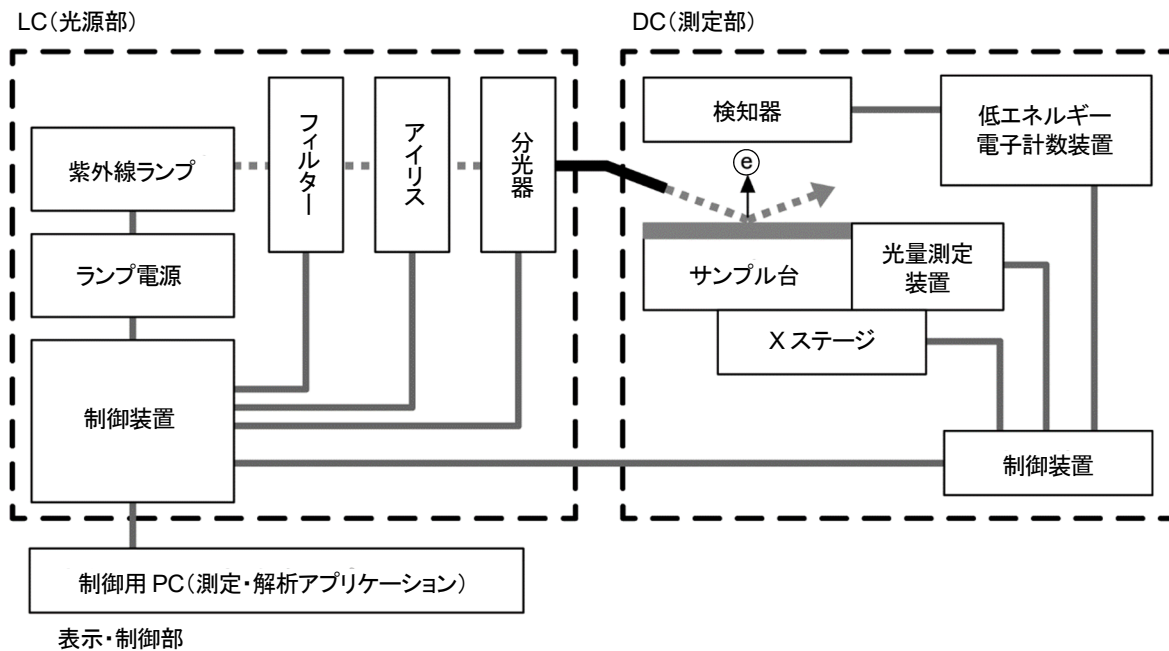 LC(光源部)
DC(測定部)
紫外線ランプ
フィルター
アイリス
分光器
ランプ電源
制御装置
検知器
低エネルギー
電子計数装置
e
サンプル台
光量測定
装置
X ステージ
制御装置
制御用 PC(測定・解析アプリケーション)
表示・制御部